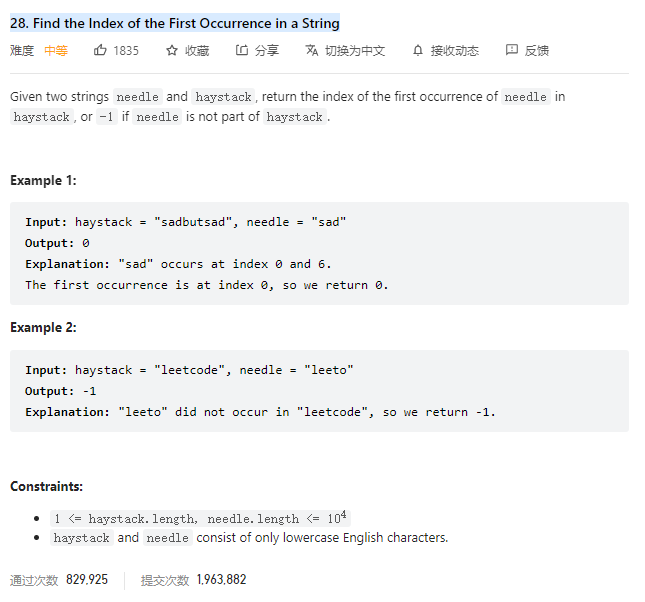 28. Find the Index of the First Occurrence in a String
难度 中等 1835 收藏 分享 切换为中文 接收动态 反馈
Given two strings needle and haystack, return the index of the first occurrence of needle in
haystack, or -1 if needle is not part of haystack.
Example 1:
Input: haystack = "sadbutsad", needle = "sad"
Output: 0
Explanation: "sad" occurs at index 0 and 6.
The first occurrence is at index 0, so we return 0.
Example 2:
Input: haystack = "leetcode", needle = "leeto"
Output: -1
Explanation: "leeto" did not occur in "leetcode", so we return -1.
Constraints:
• 1 <= haystack.length, needle.length <= 10⁴
• haystack and needle consist of only lowercase English characters.
通过次数 829,925 提交次数 1,963,882